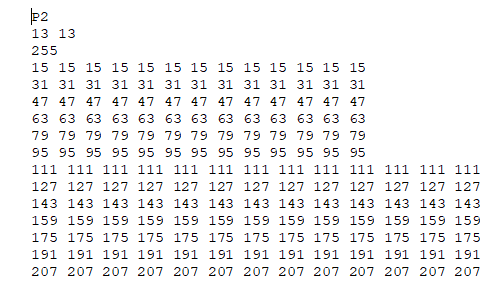 P2
13 13
255
15 15 15 15 15 15 15 15 15 15 15 15 15
31 31 31 31 31 31 31 31 31 31 31 31 31
47 47 47 47 47 47 47 47 47 47 47 47 47
63 63 63 63 63 63 63 63 63 63 63 63 63
79 79 79 79 79 79 79 79 79 79 79 79 79
95 95 95 95 95 95 95 95 95 95 95 95 95
111 111 111 111 111 111 111 111 111 111 111 111 111
127 127 127 127 127 127 127 127 127 127 127 127 127
143 143 143 143 143 143 143 143 143 143 143 143 143
159 159 159 159 159 159 159 159 159 159 159 159 159
175 175 175 175 175 175 175 175 175 175 175 175 175
191 191 191 191 191 191 191 191 191 191 191 191 191
207 207 207 207 207 207 207 207 207 207 207 207 207